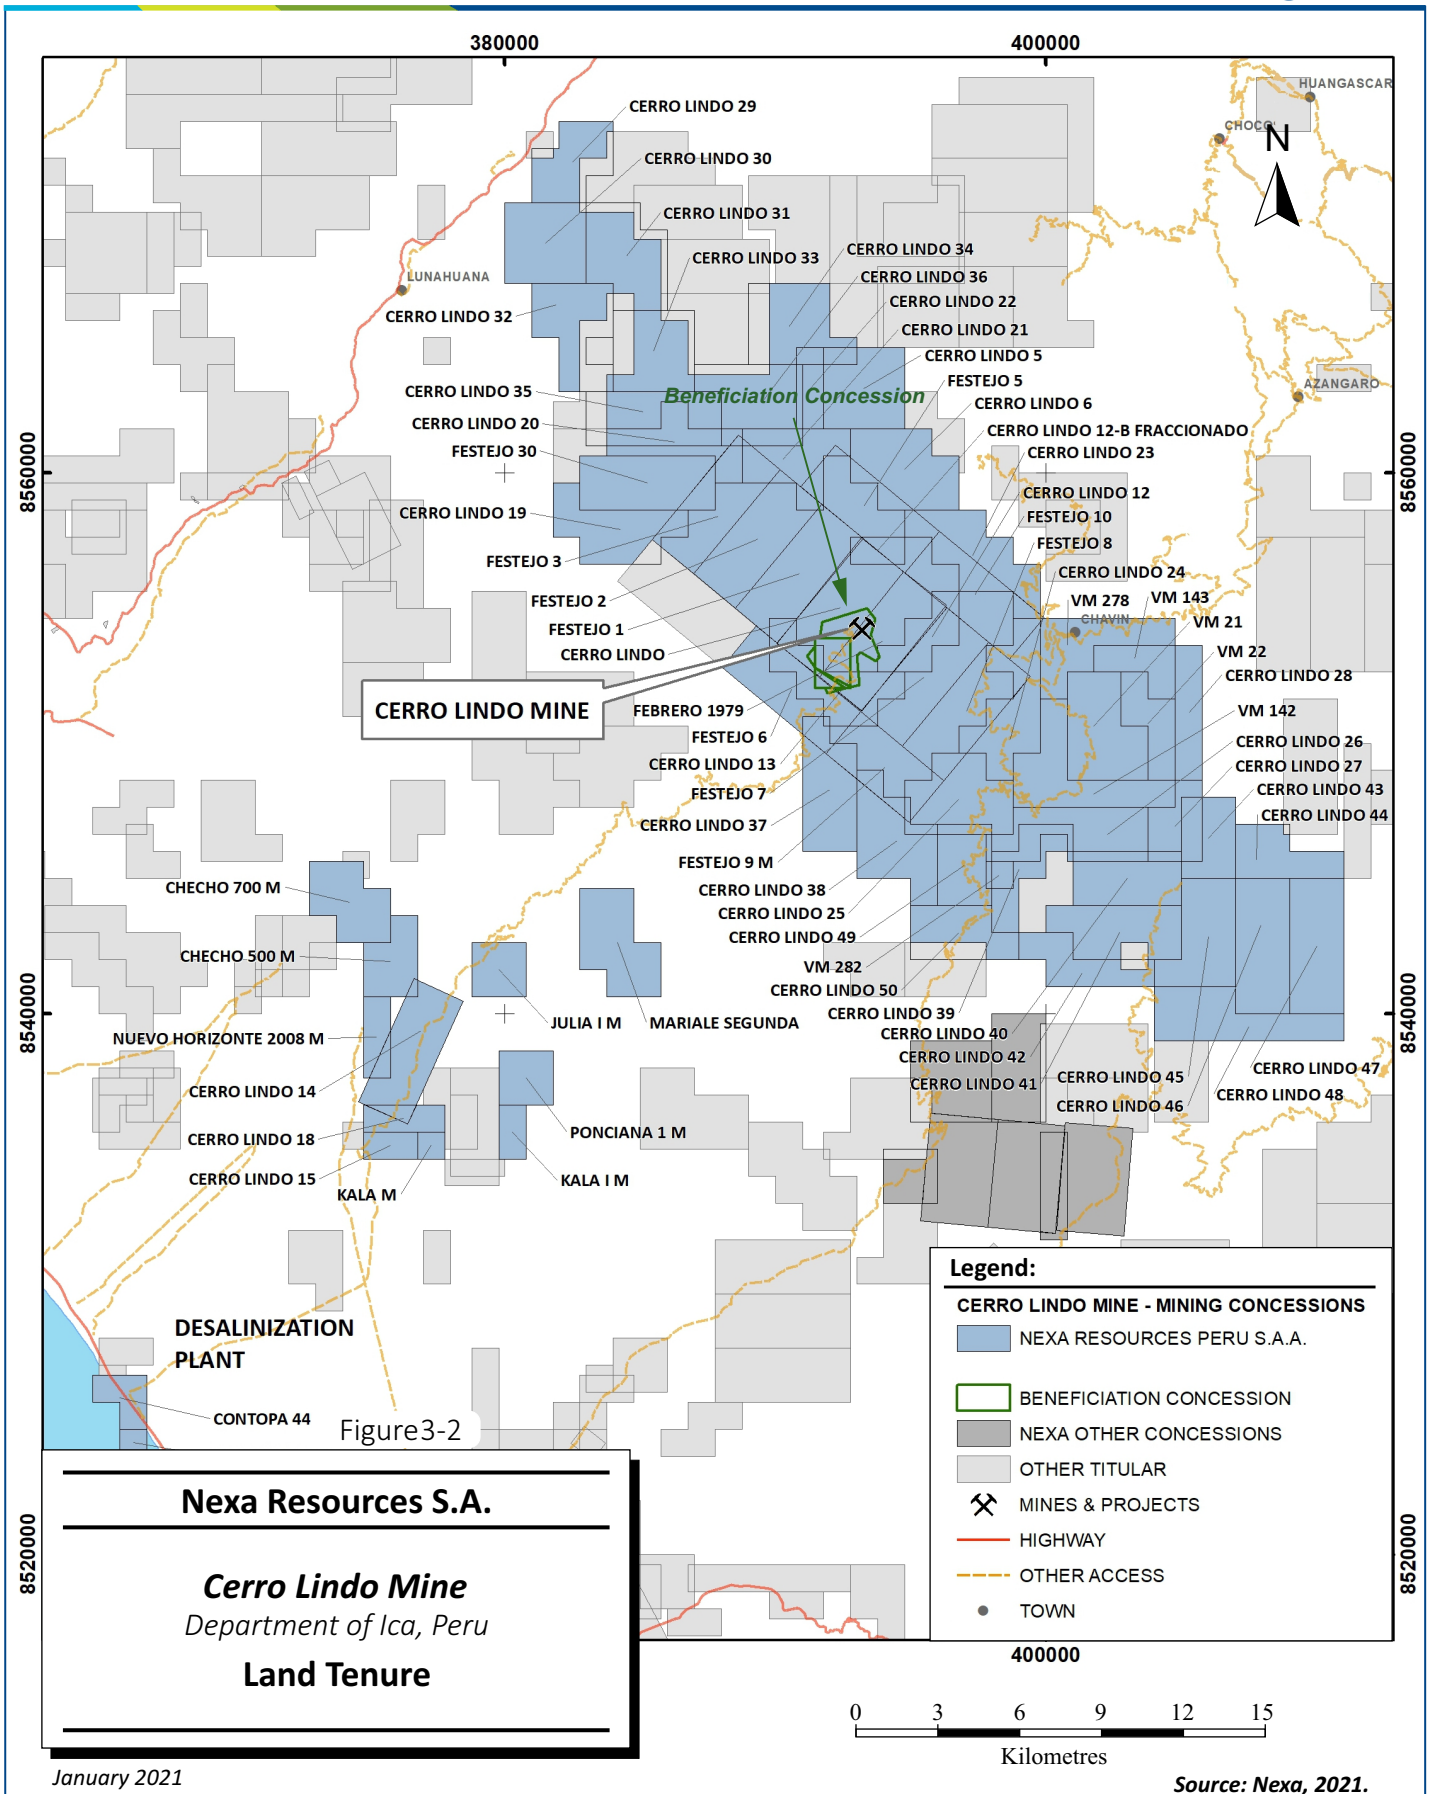 380000
400000
HUANGASCAR
CHOCO
N
CERRO LINDO 29
CERRO LINDO 30
CERRO LINDO 31
CERRO LINDO 33
CERRO LINDO 34
LUNAHUANA
CERRO LINDO 36
CERRO LINDO 22
CERRO LINDO 32
CERRO LINDO 21
CERRO LINDO 5
FESTEJO 5
AZANGARO
CERRO LINDO 35
Beneficiation Concession
CERRO LINDO 6
CERRO LINDO 20
CERRO LINDO 12-B FRACCIONADO
FESTEJO 30
CERRO LINDO 23
8560000
8560000
CERRO LINDO 12
CERRO LINDO 19
FESTEJO 10
FESTEJO 8
FESTEJO 3
CERRO LINDO 24
FESTEJO 2
VM 278
VM 143
CHAVIN
VM 21
FESTEJO 1
CERRO LINDO
VM 22
CERRO LINDO 28
CERRO LINDO MINE
FEBRERO 1979
VM 142
FESTEJO 6
CERRO LINDO 26
CERRO LINDO 13
CERRO LINDO 27
FESTEJO 7
CERRO LINDO 43
CERRO LINDO 37
CERRO LINDO 44
FESTEJO 9 M
CHECHO 700 M
CERRO LINDO 38
CERRO LINDO 25
CERRO LINDO 49
CHECHO 500 M
VM 282
CERRO LINDO 50
8540000
8540000
CERRO LINDO 39
JULIA I M
MARIALE SEGUNDA
CERRO LINDO 40
NUEVO HORIZONTE 2008 M
CERRO LINDO 42
CERRO LINDO 47
CERRO LINDO 41
CERRO LINDO 45
CERRO LINDO 14
CERRO LINDO 48
CERRO LINDO 46
PONCIANA 1 M
CERRO LINDO 18
CERRO LINDO 15
KALA I M
KALA M
Legend:
CERRO LINDO MINE - MINING CONCESSIONS
NEXA RESOURCES PERU S.A.A.
BENEFICIATION CONCESSION
NEXA OTHER CONCESSIONS
OTHER TITULAR
MINES & PROJECTS
HIGHWAY
OTHER ACCESS
TOWN
DESALINIZATION
PLANT
CONTOPA 44
Figure 3-2
Nexa Resources S.A.
Cerro Lindo Mine
Department of Ica, Peru
Land Tenure
8520000
8520000
400000
0 3 6 9 12 15
Kilometres
January 2021
Source: Nexa, 2021.